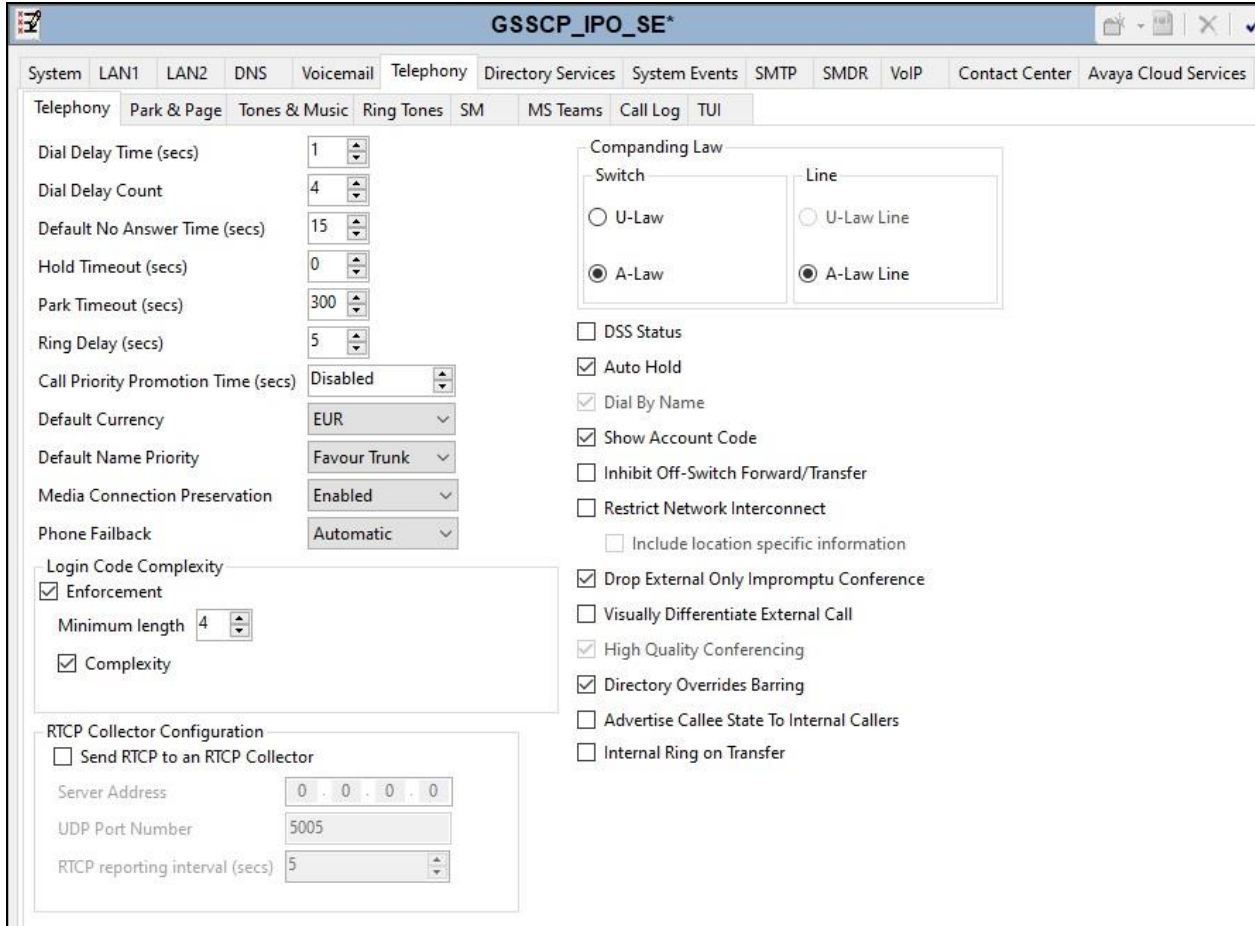 GSSCP_IPO_SE*
System LAN1 LAN2 DNS Voicemail Telephony Directory Services System Events SMTP SMDR VoIP Contact Center Avaya Cloud Services
Telephony Park & Page Tones & Music Ring Tones SM MS Teams Call Log TUI
Dial Delay Time (secs) 1
Dial Delay Count 4
Default No Answer Time (secs) 15
Hold Timeout (secs) 0
Park Timeout (secs) 300
Ring Delay (secs) 5
Call Priority Promotion Time (secs) Disabled
Default Currency EUR
Default Name Priority Favour Trunk
Media Connection Preservation Enabled
Phone Failback Automatic
Login Code Complexity
Enforcement
Minimum length 4
Complexity
RTCP Collector Configuration
Send RTCP to an RTCP Collector
Server Address 0 . 0 . 0 . 0
UDP Port Number 5005
RTCP reporting interval (secs) 5
Companding Law
Switch Line
U-Law U-Law Line
A-Law A-Law Line
DSS Status
Auto Hold
Dial By Name
Show Account Code
Inhibit Off-Switch Forward/Transfer
Restrict Network Interconnect
Include location specific information
Drop External Only Impromptu Conference
Visually Differentiate External Call
High Quality Conferencing
Directory Overrides Barring
Advertise Callee State To Internal Callers
Internal Ring on Transfer